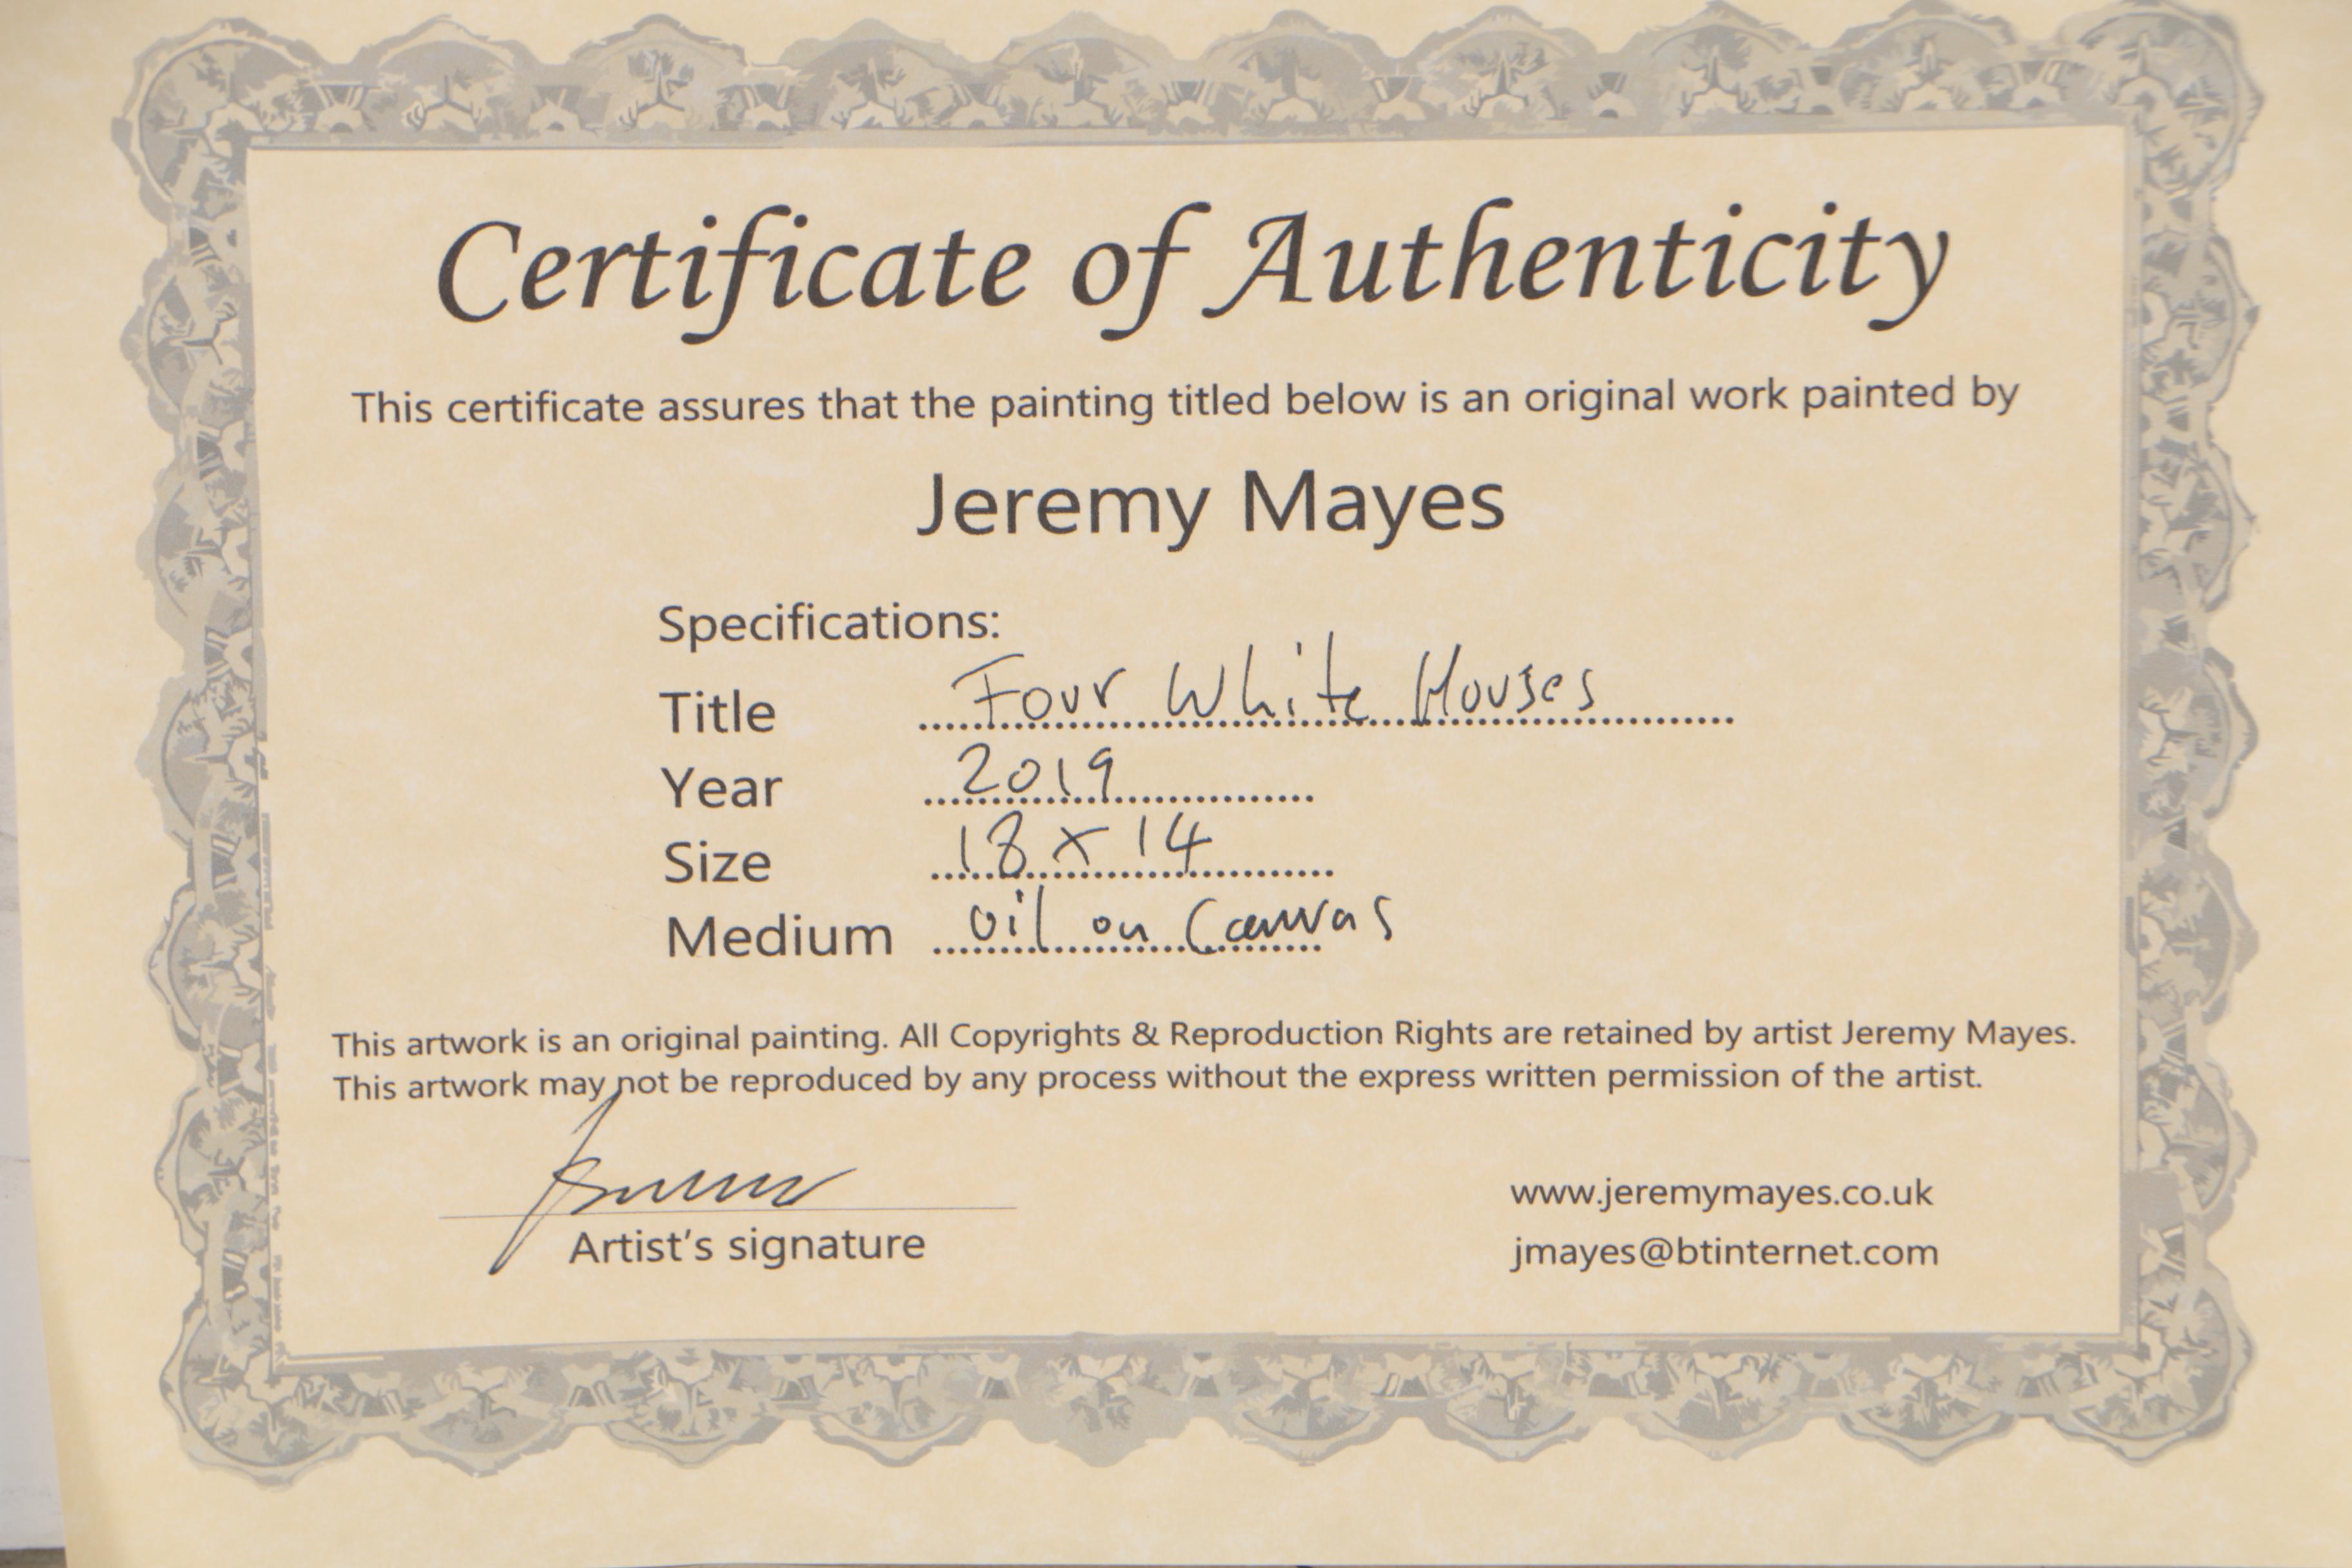 Certificate of Authenticity
This certificate assures that the painting titled below is an original work painted by
Jeremy Mayes
Specifications:
Title Four White Houses
Year 2019
Size 18 x 14
Medium Oil on Canvas
This artwork is an original painting. All Copyrights & Reproduction Rights are retained by artist Jeremy Mayes.
This artwork may not be reproduced by any process without the express written permission of the artist.
Artist's signature
www.jeremymayes.co.uk
jmayes@btinternet.com